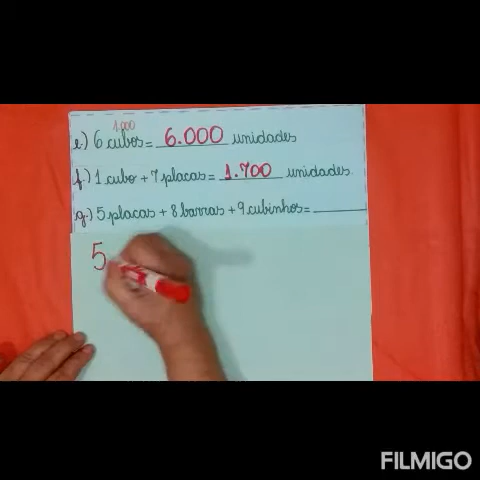 1.000
e.) 6 cubos = 6.000 unidades
f.) 1 cubo + 7 placas = 1.700 unidades.
g.) 5 placas + 8 barras + 9 cubinhos = ____
5
FILMIGO